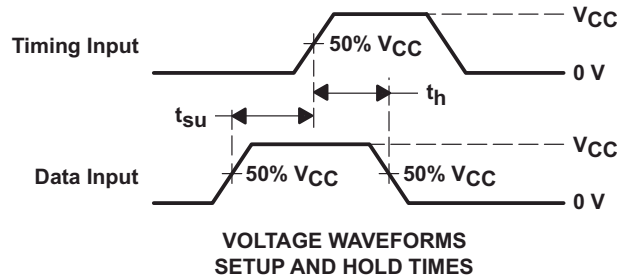 Timing Input
50% VCC
VCC
0 V
tsu
th
Data Input
50% VCC
50% VCC
VCC
0 V
VOLTAGE WAVEFORMS
SETUP AND HOLD TIMES